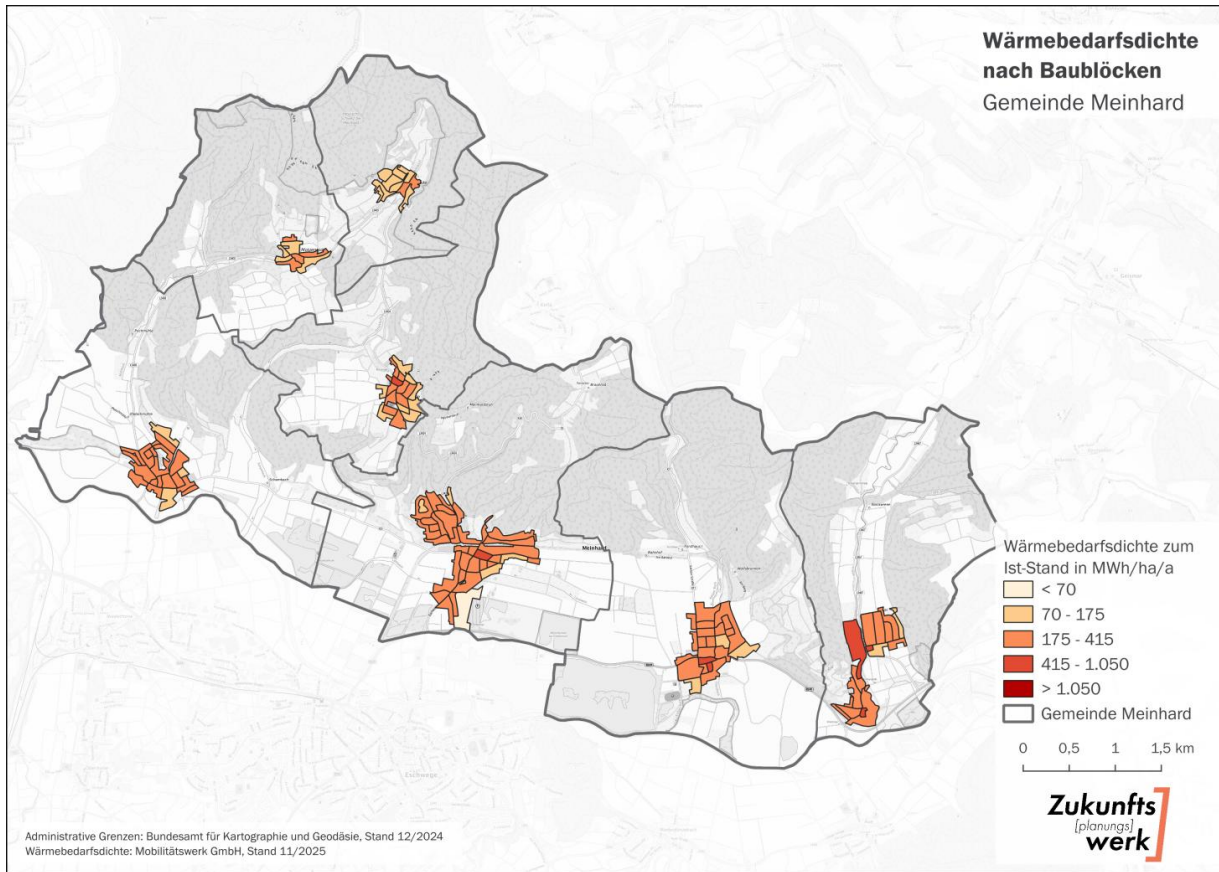 Wärmebedarfsdichte
nach Baublöcken
Gemeinde Meinhard
Meinhard
Eschwege
Wärmebedarfsdichte zum
Ist-Stand in MWh/ha/a
< 70
70 - 175
175 - 415
415 - 1.050
> 1.050
Gemeinde Meinhard
0 0,5 1 1,5 km
Zukunfts
[planungs]
werk
Administrative Grenzen: Bundesamt für Kartographie und Geodäsie, Stand 12/2024
Wärmebedarfsdichte: Mobilitätswerk GmbH, Stand 11/2025